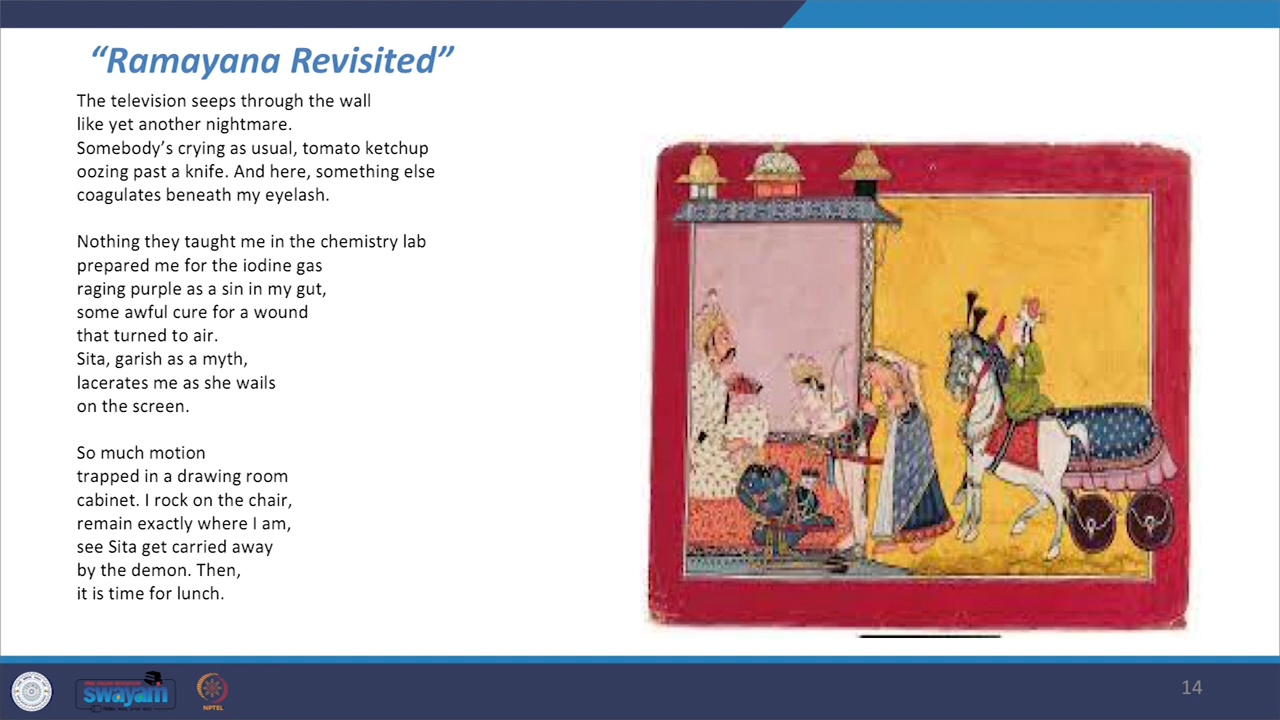 “Ramayana Revisited”
The television seeps through the wall
like yet another nightmare.
Somebody’s crying as usual, tomato ketchup
oozing past a knife. And here, something else
coagulates beneath my eyelash.
Nothing they taught me in the chemistry lab
prepared me for the iodine gas
raging purple as a sin in my gut,
some awful cure for a wound
that turned to air.
Sita, garish as a myth,
lacerates me as she wails
on the screen.
So much motion
trapped in a drawing room
cabinet. I rock on the chair,
remain exactly where I am,
see Sita get carried away
by the demon. Then,
it is time for lunch.
swayam
NPTEL
14